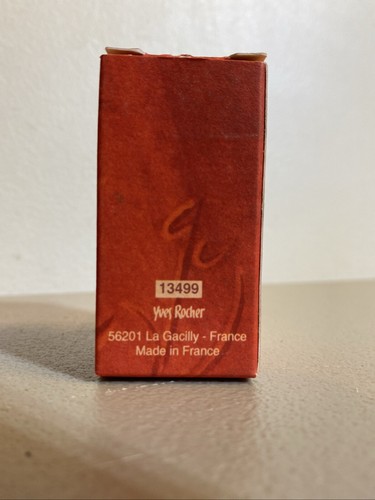 13499
Yves Rocher
56201 La Gacilly - France
Made in France